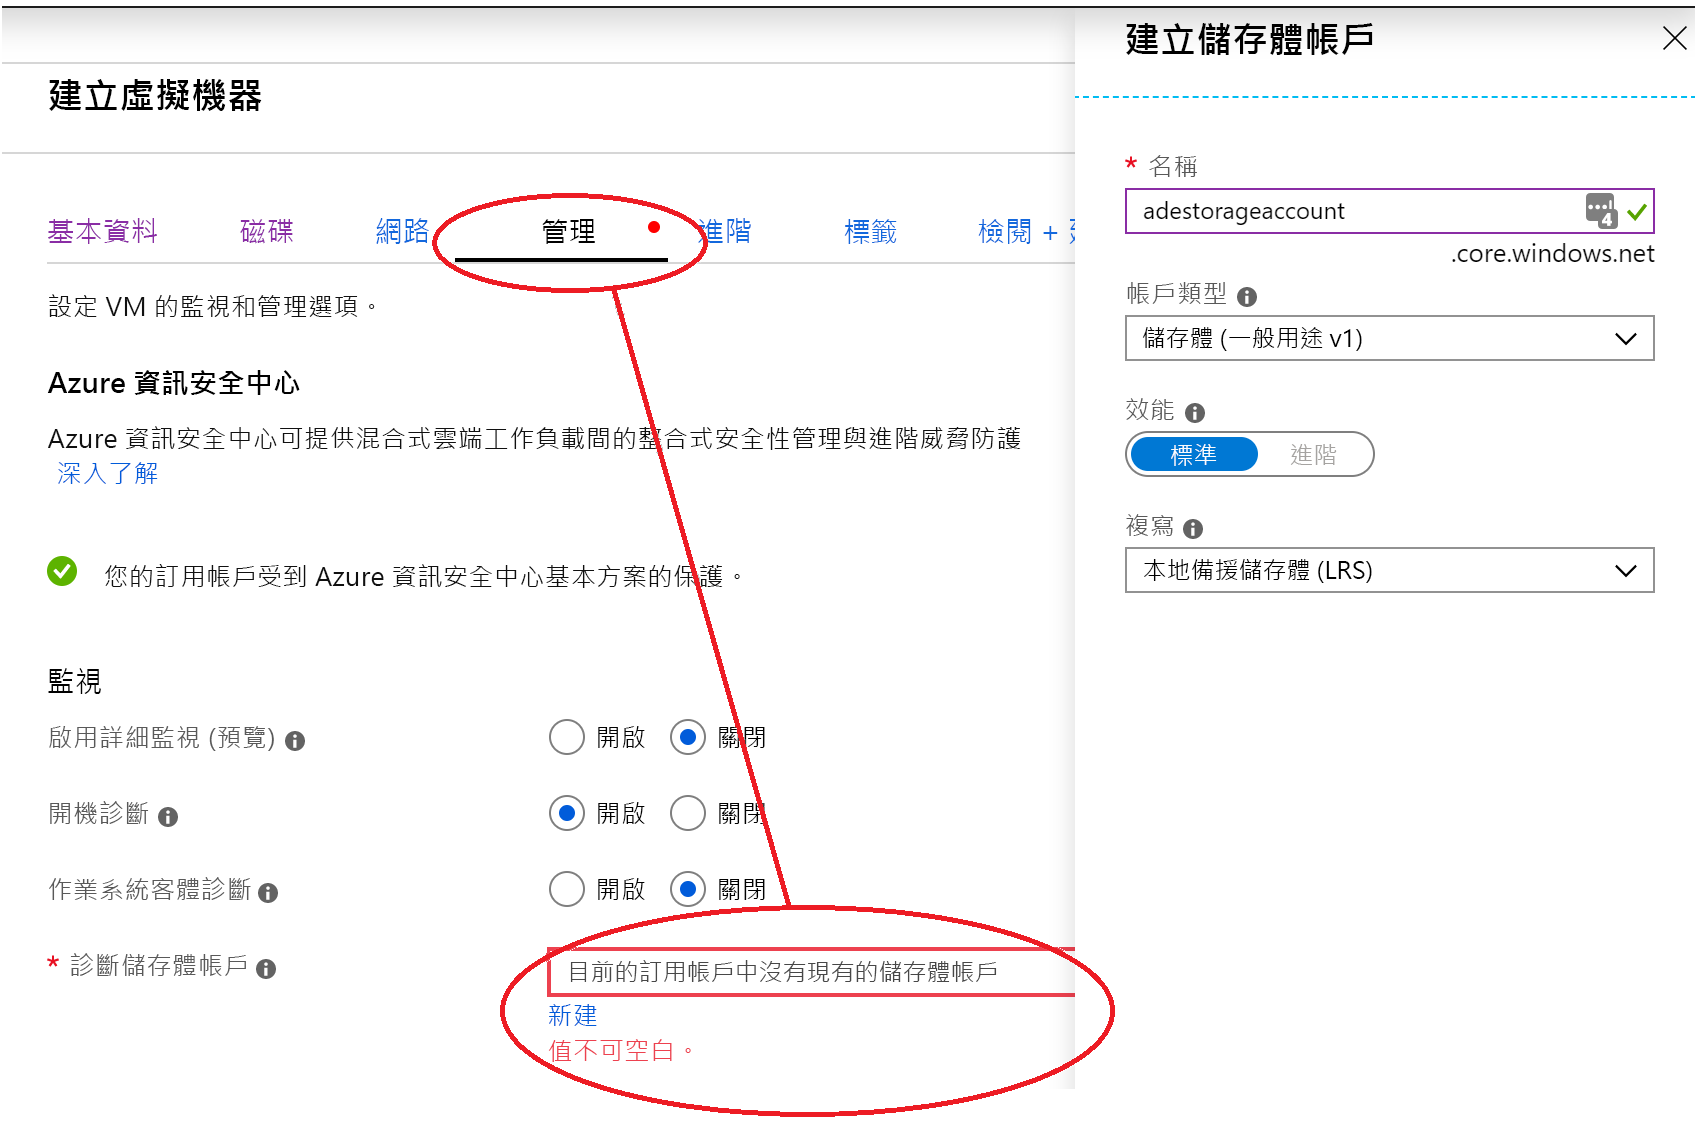 建立虛擬機器
基本資料
磁碟
網路
管理
進階
標籤
檢閱 +
設定 VM 的監視和管理選項。
Azure 資訊安全中心
Azure 資訊安全中心可提供混合式雲端工作負載間的整合式安全性管理與進階威脅防護
深入了解
您的訂用帳戶受到 Azure 資訊安全中心基本方案的保護。
監視
啟用詳細監視 (預覽)
開啟
關閉
開機診斷
開啟
關閉
作業系統客體診斷
開啟
關閉
* 診斷儲存體帳戶
目前的訂用帳戶中沒有現有的儲存體帳戶
新建
值不可空白。
建立儲存體帳戶
* 名稱
adestorageaccount
4
.core.windows.net
帳戶類型
儲存體 (一般用途 v1)
效能
標準
進階
複寫
本地備援儲存體 (LRS)